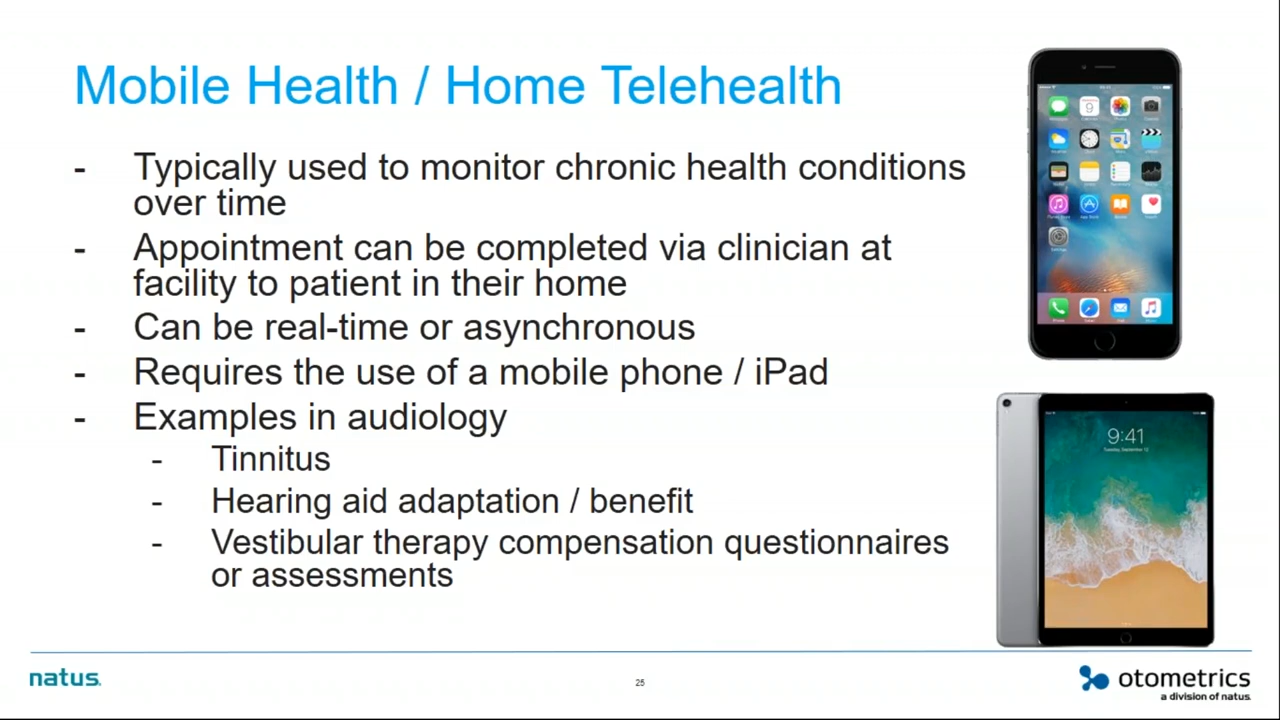 Mobile Health / Home Telehealth
- Typically used to monitor chronic health conditions
over time
- Appointment can be completed via clinician at
facility to patient in their home
- Can be real-time or asynchronous
- Requires the use of a mobile phone / iPad
- Examples in audiology
- Tinnitus
- Hearing aid adaptation / benefit
- Vestibular therapy compensation questionnaires
or assessments
9:41
natus.
25
otometrics
a division of natus.